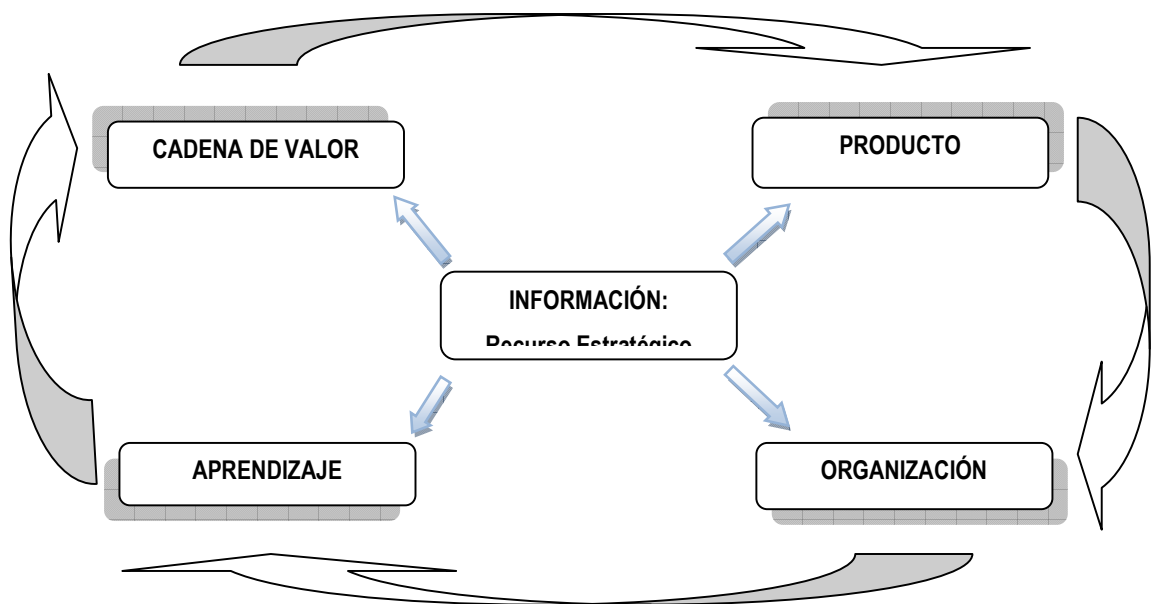 CADENA DE VALOR
PRODUCTO
INFORMACIÓN:
Recurso Estratégico
APRENDIZAJE
ORGANIZACIÓN